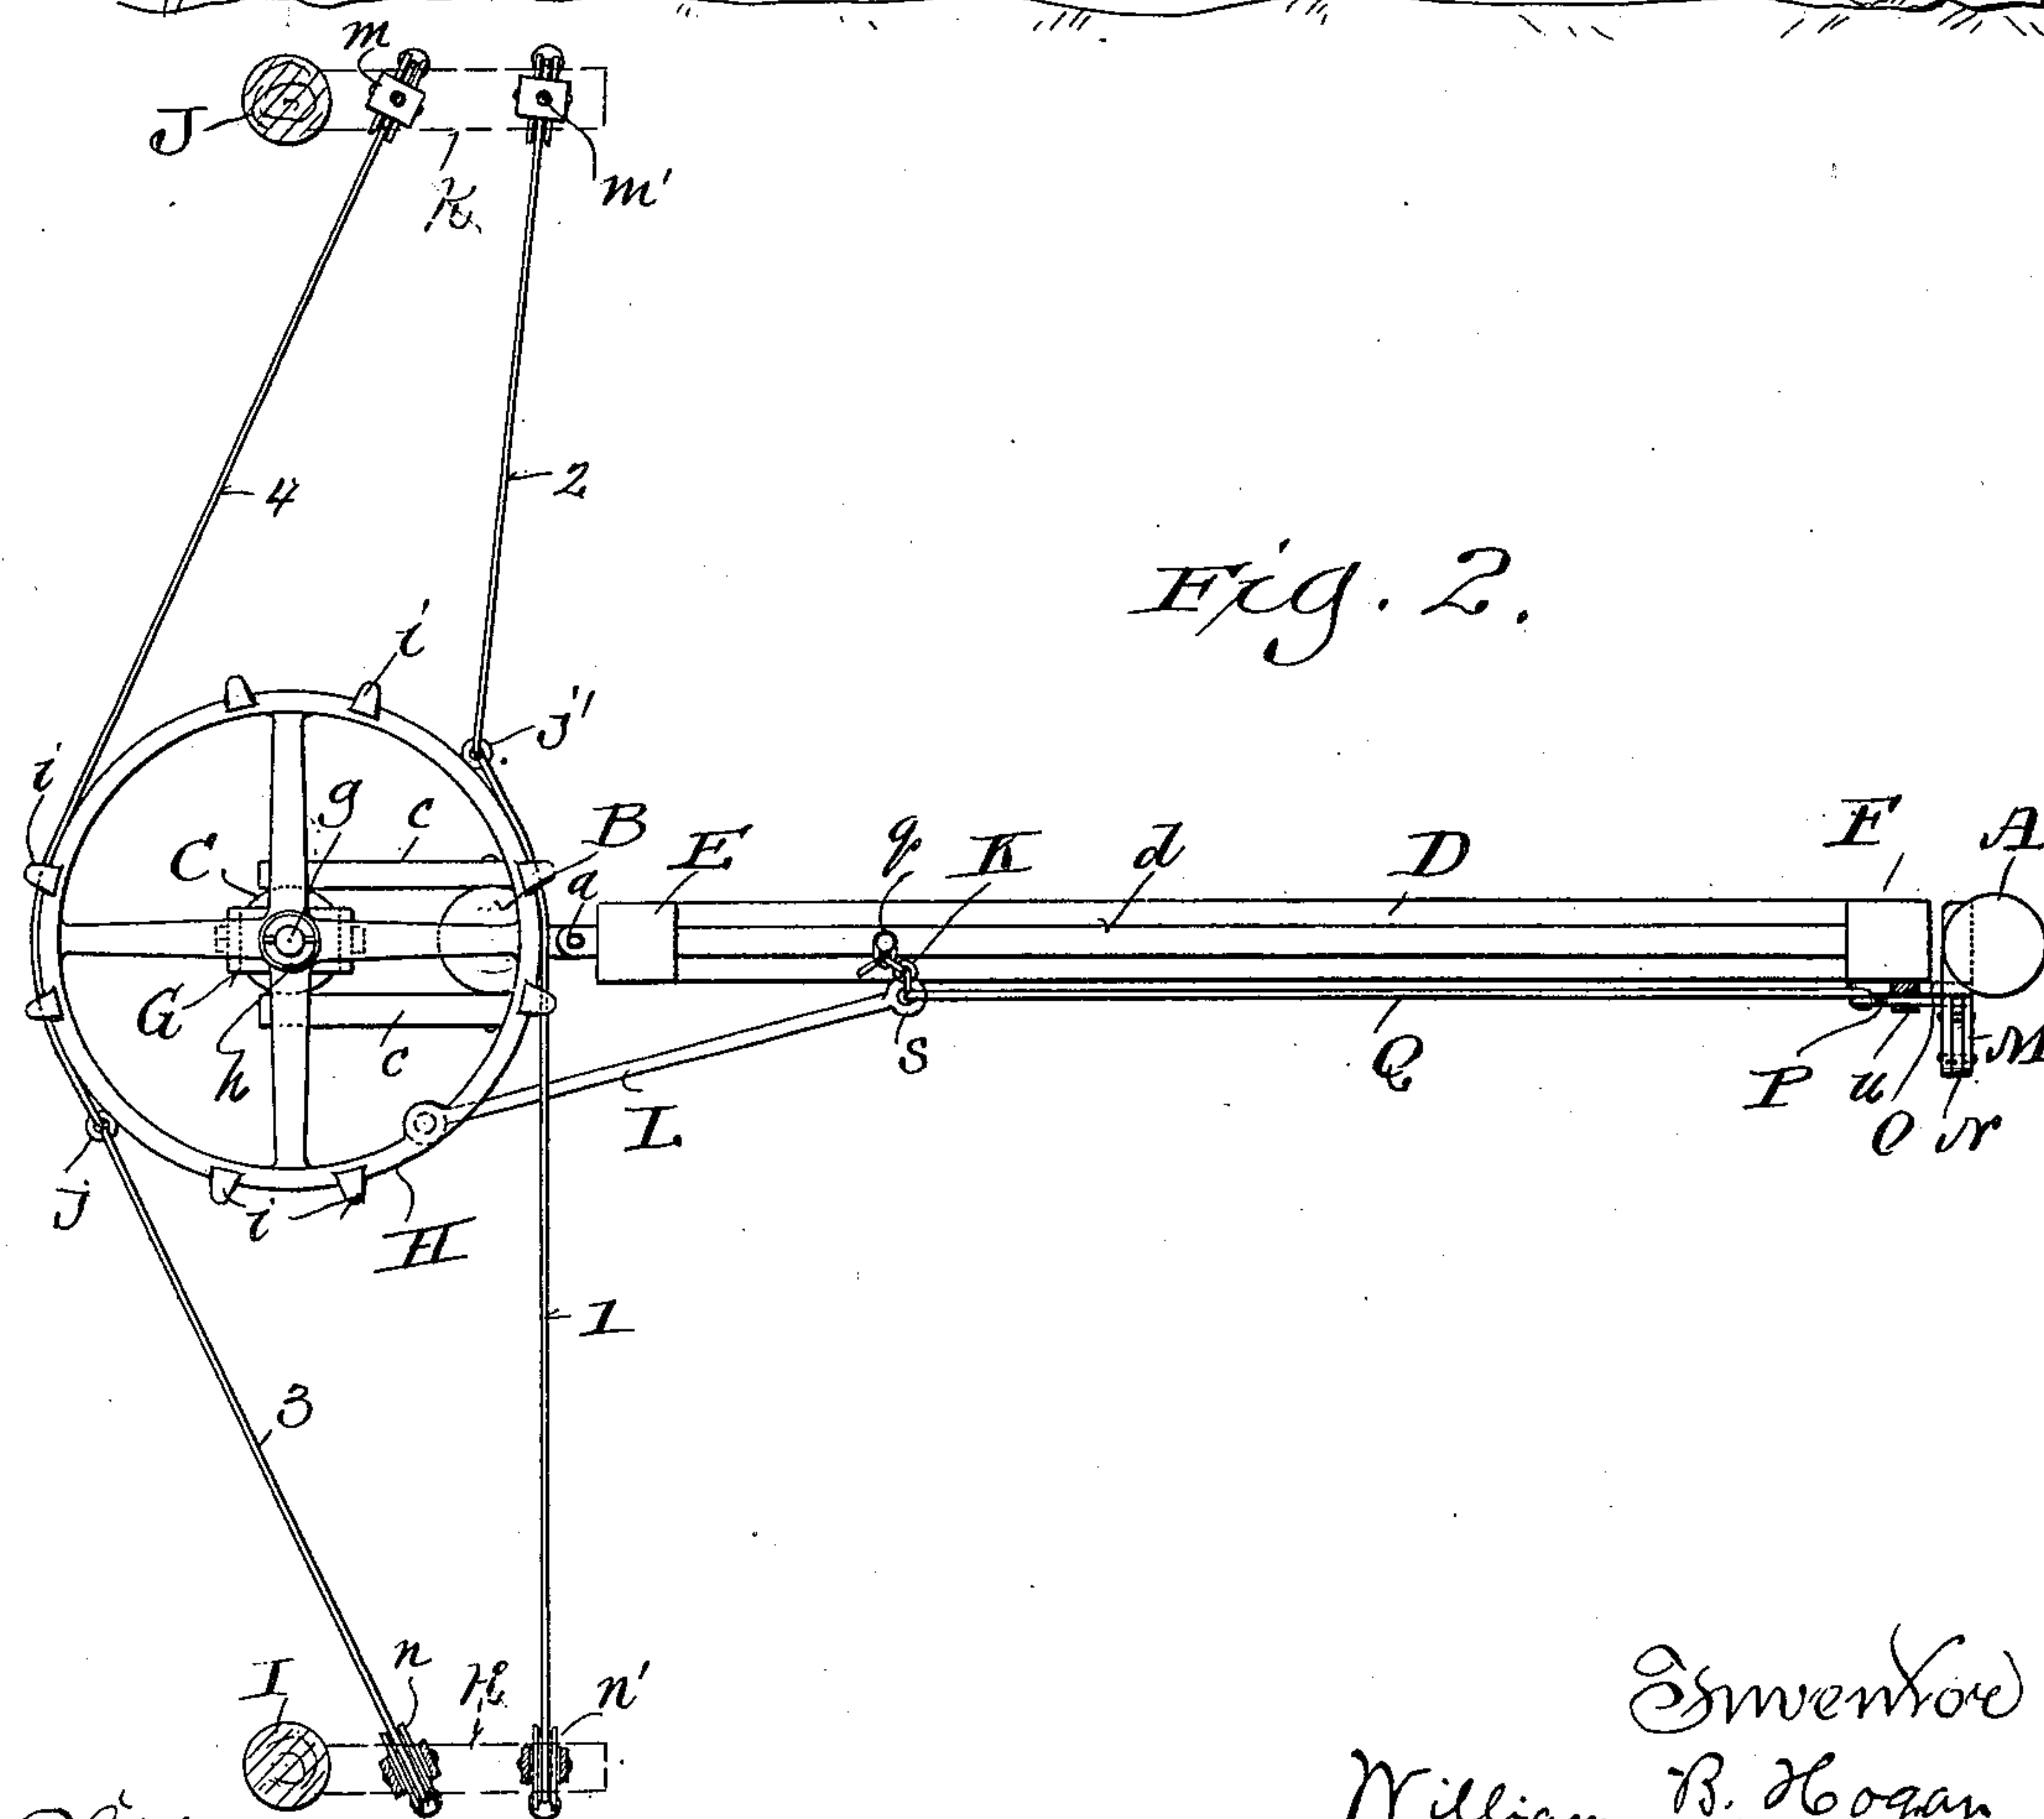 m
J
k
m'
4
2
Fig. 2.
i
j'
i
g
c
B
C
a
E
q
K
d
D
F
A
G
h
c
S
Q
P
u
O
N
M
L
j
i
H
1
3
I
n
k
n'
Inventor
William B. Hogan